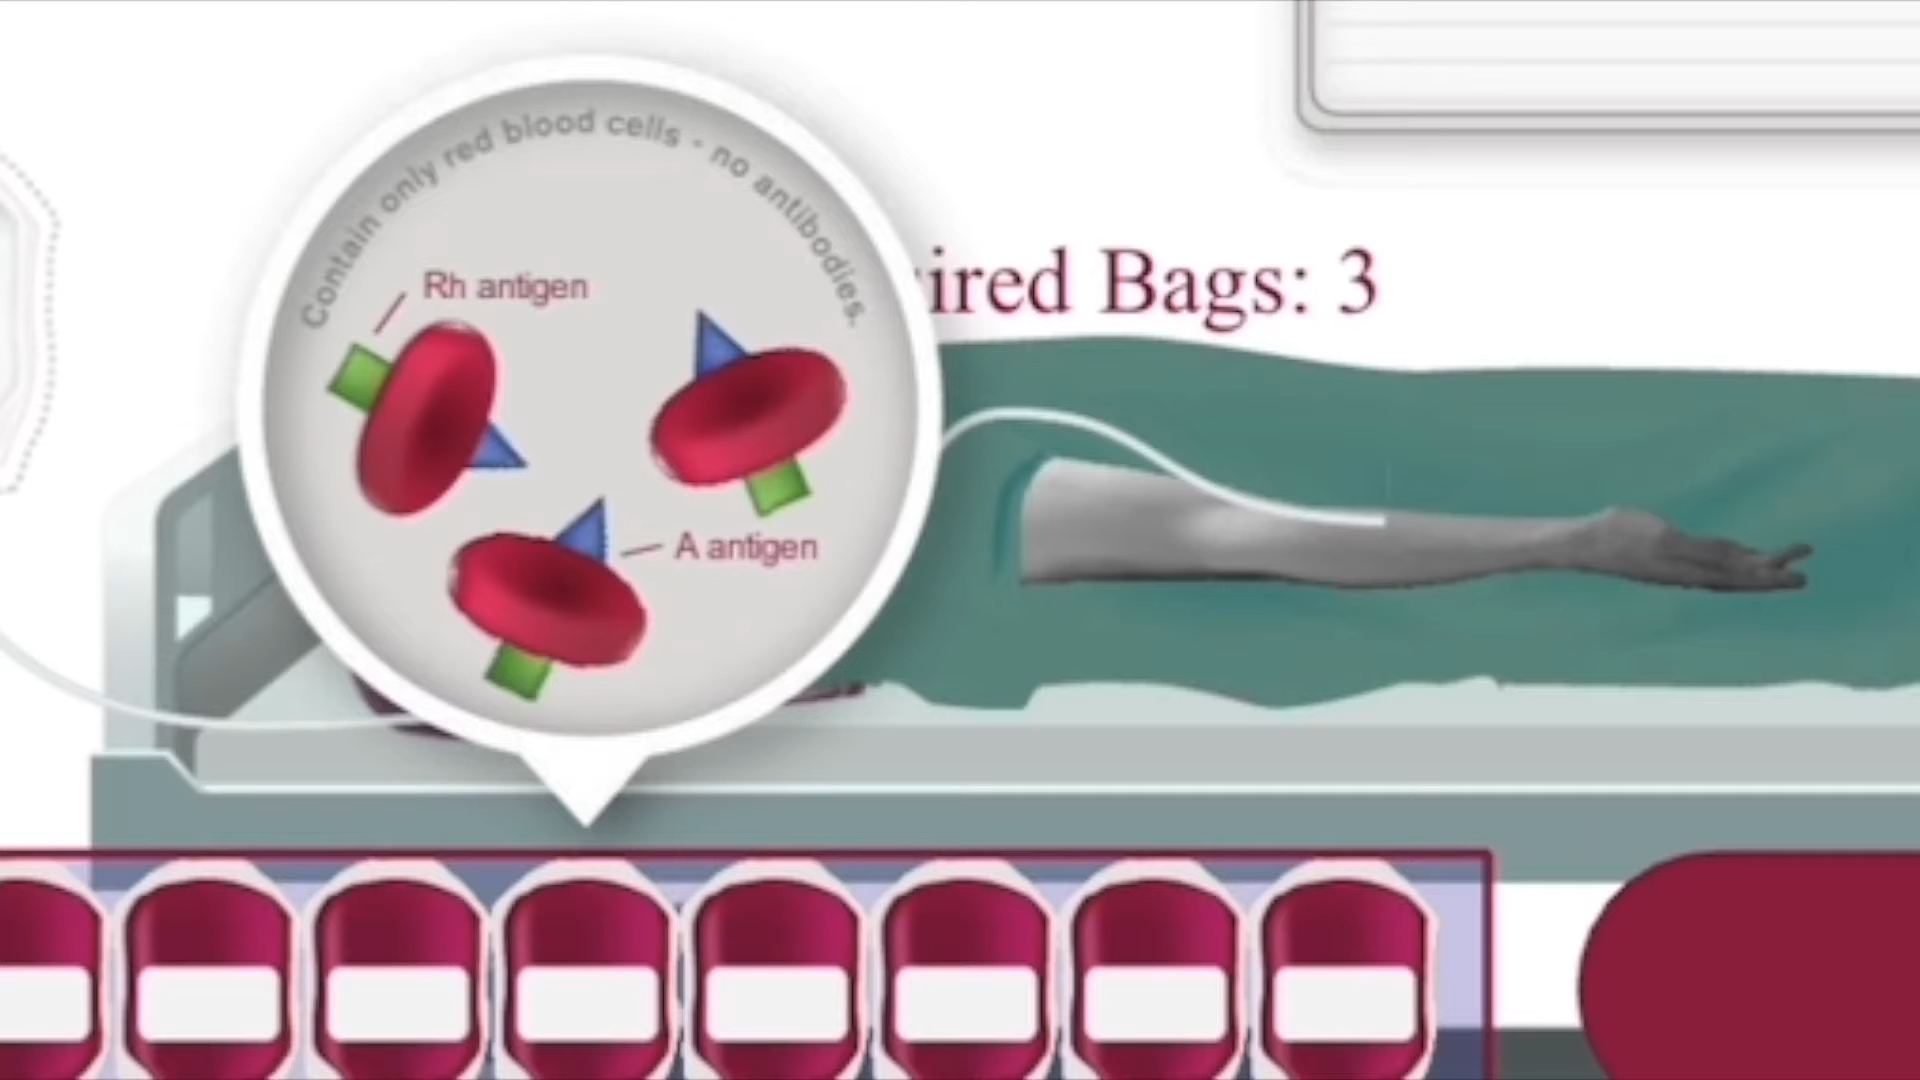 Contain only red blood cells - no antibodies.
ired Bags: 3
Rh antigen
A antigen